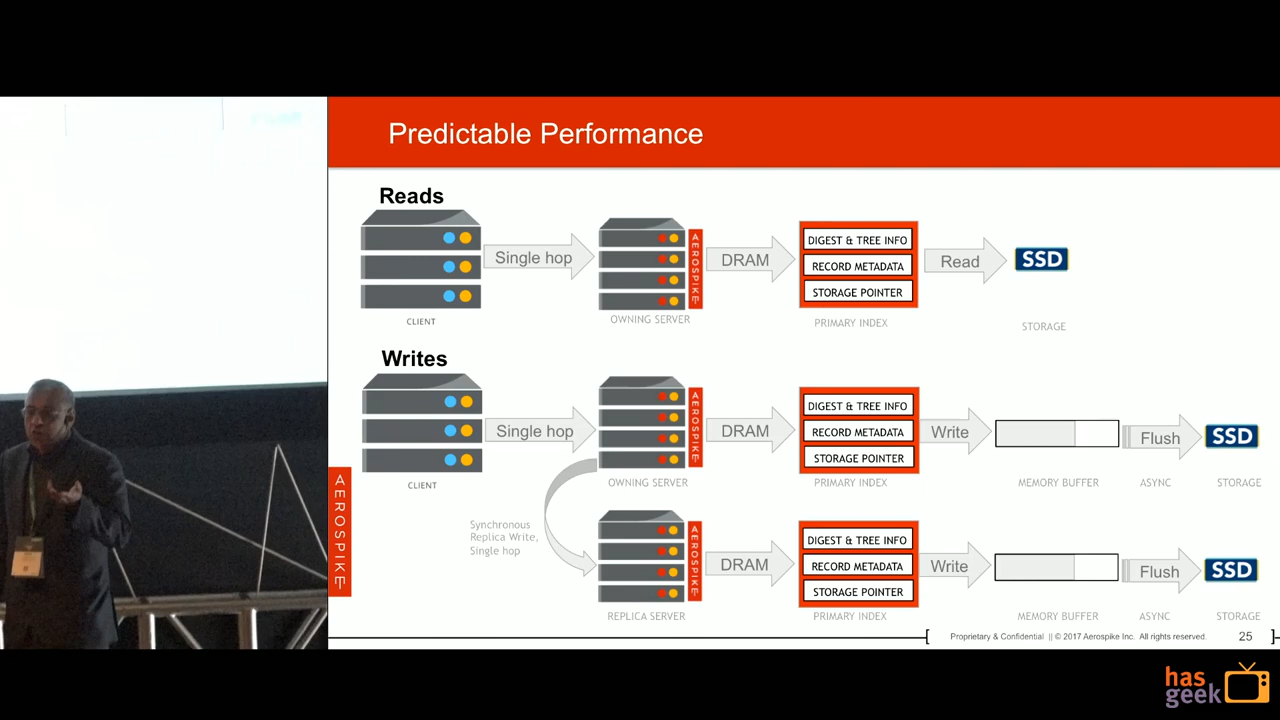 Predictable Performance
Reads
Single hop
AEROSPIKE
DRAM
DIGEST & TREE INFO
RECORD METADATA
STORAGE POINTER
Read
SSD
CLIENT
OWNING SERVER
PRIMARY INDEX
STORAGE
Writes
Single hop
AEROSPIKE
DRAM
DIGEST & TREE INFO
RECORD METADATA
STORAGE POINTER
Write
Flush
SSD
CLIENT
OWNING SERVER
PRIMARY INDEX
MEMORY BUFFER
ASYNC
STORAGE
Synchronous
Replica Write,
Single hop
AEROSPIKE
DRAM
DIGEST & TREE INFO
RECORD METADATA
STORAGE POINTER
Write
Flush
SSD
REPLICA SERVER
PRIMARY INDEX
MEMORY BUFFER
ASYNC
STORAGE
AEROSPIKE
Proprietary & Confidential || © 2017 Aerospike Inc. All rights reserved.
25
has
geek